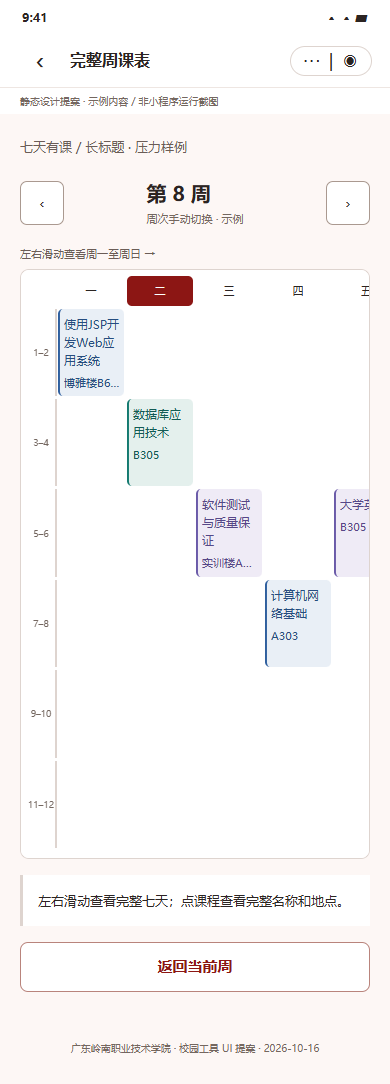 9:41
完整周课表
静态设计提案 · 示例内容 / 非小程序运行截图
七天有课 / 长标题 · 压力样例
第 8 周
周次手动切换 · 示例
左右滑动查看周一至周日 →
一 二 三 四 五
1–2
使用JSP开
发Web应
用系统
博雅楼B6...
3–4
数据库应
用技术
B305
5–6
软件测试
与质量保
证
实训楼A...
大学英
B305
7–8
计算机网
络基础
A303
9–10
11–12
左右滑动查看完整七天；点课程查看完整名称和地点。
返回当前周
广东岭南职业技术学院 · 校园工具 UI 提案 · 2026-10-16